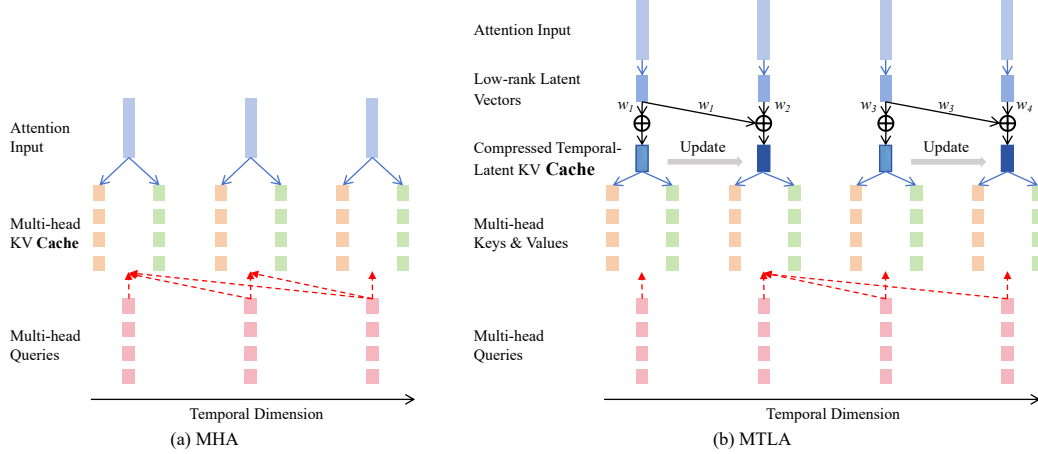 Attention
Input
Multi-head
KV Cache
Multi-head
Queries
Temporal Dimension
(a) MHA
Attention Input
Low-rank Latent
Vectors
w1 w1 w2 w3 w3 w4
Compressed Temporal-
Latent KV Cache
Update Update
Multi-head
Keys & Values
Multi-head
Queries
Temporal Dimension
(b) MTLA